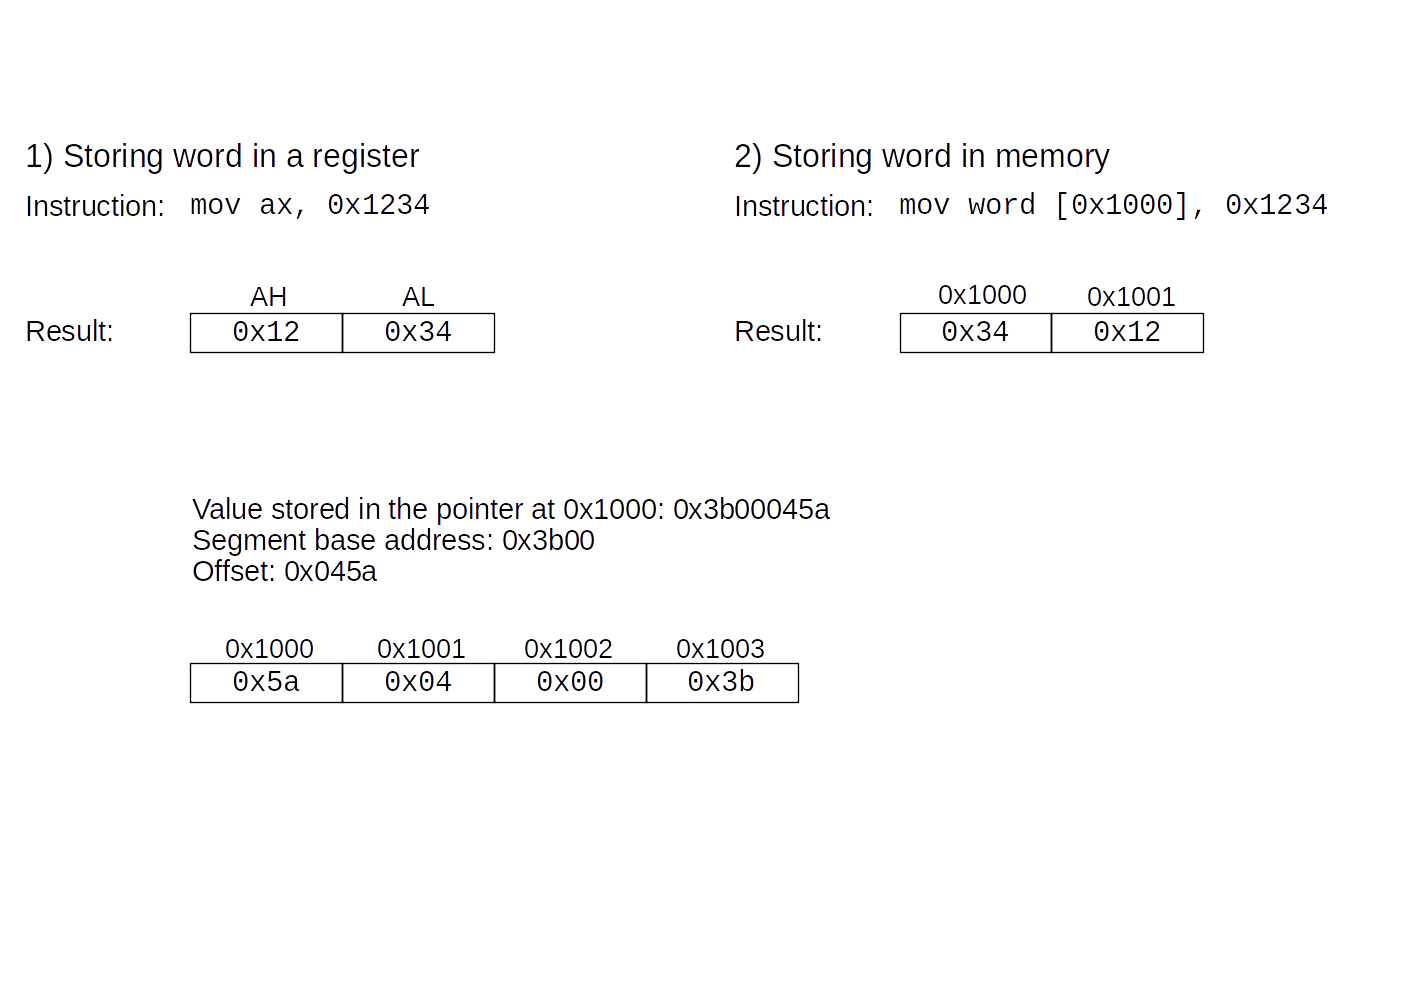 1) Storing word in a register
Instruction: mov ax, 0x1234
AH AL
Result: 0x12 0x34
2) Storing word in memory
Instruction: mov word [0x1000], 0x1234
0x1000 0x1001
Result: 0x34 0x12
Value stored in the pointer at 0x1000: 0x3b00045a
Segment base address: 0x3b00
Offset: 0x045a
0x1000 0x1001 0x1002 0x1003
0x5a 0x04 0x00 0x3b